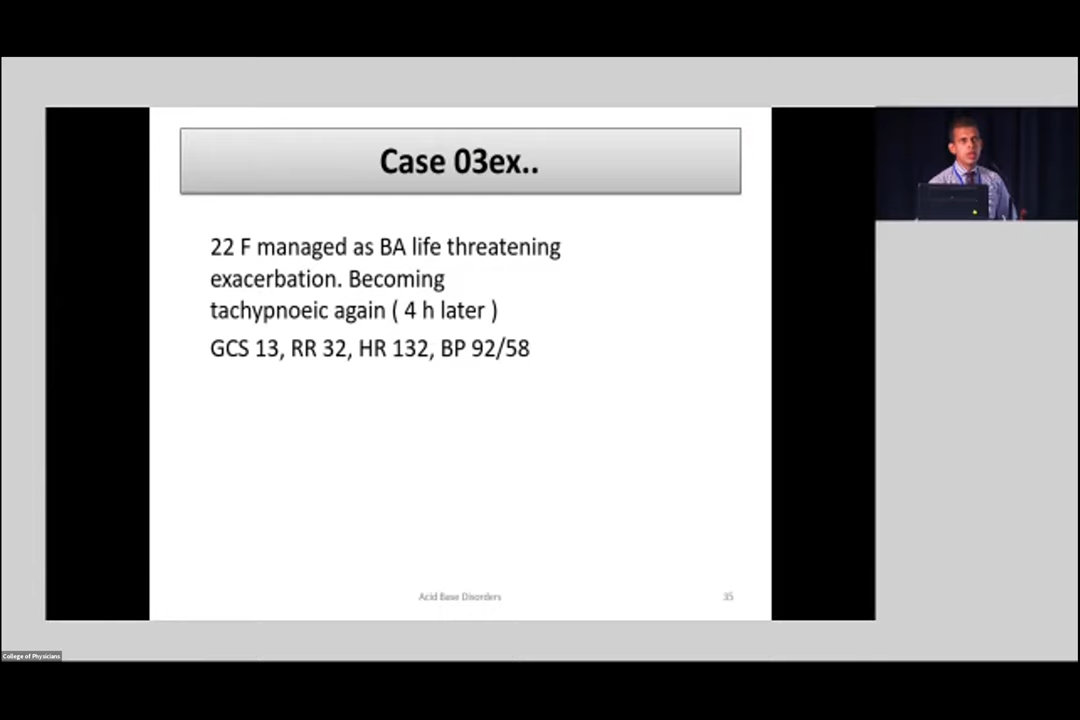 Case 03ex..
22 F managed as BA life threatening
exacerbation. Becoming
tachypnoeic again ( 4 h later )
GCS 13, RR 32, HR 132, BP 92/58
Acid Base Disorders
35
College of Physicians